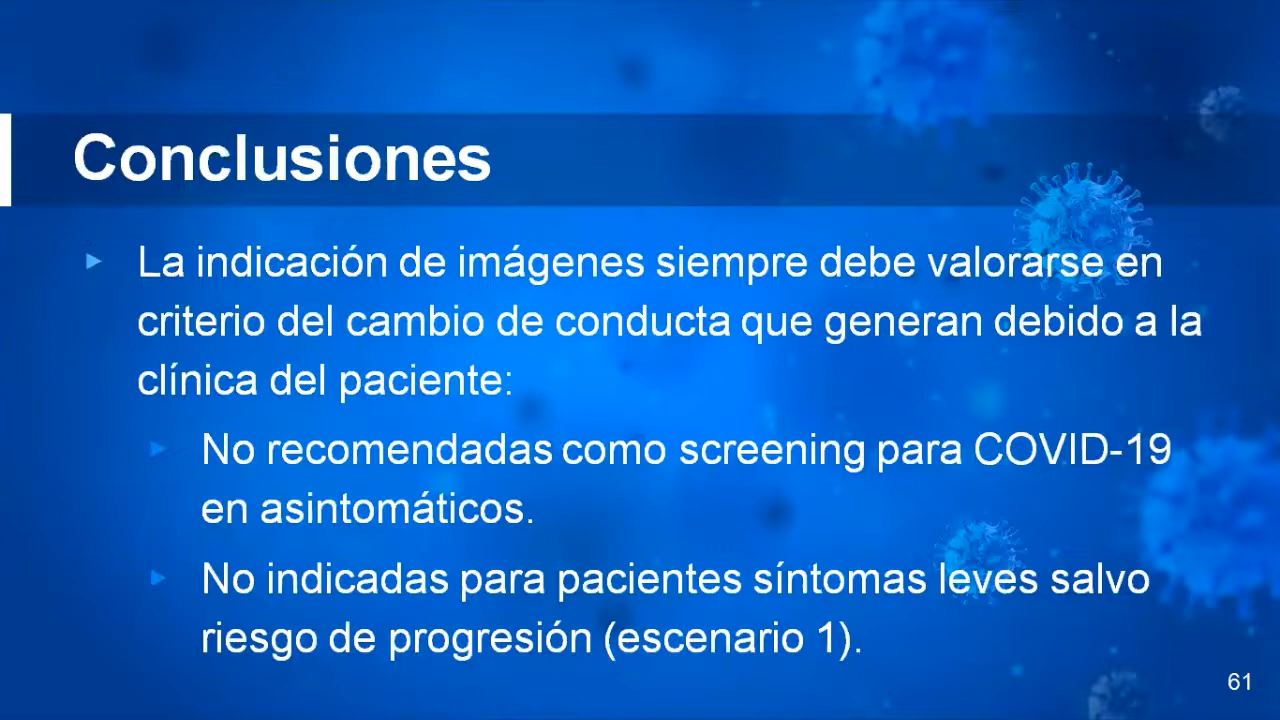 Conclusiones
La indicación de imágenes siempre debe valorarse en
criterio del cambio de conducta que generan debido a la
clínica del paciente:
No recomendadas como screening para COVID-19
en asintomáticos.
No indicadas para pacientes síntomas leves salvo
riesgo de progresión (escenario 1).
61